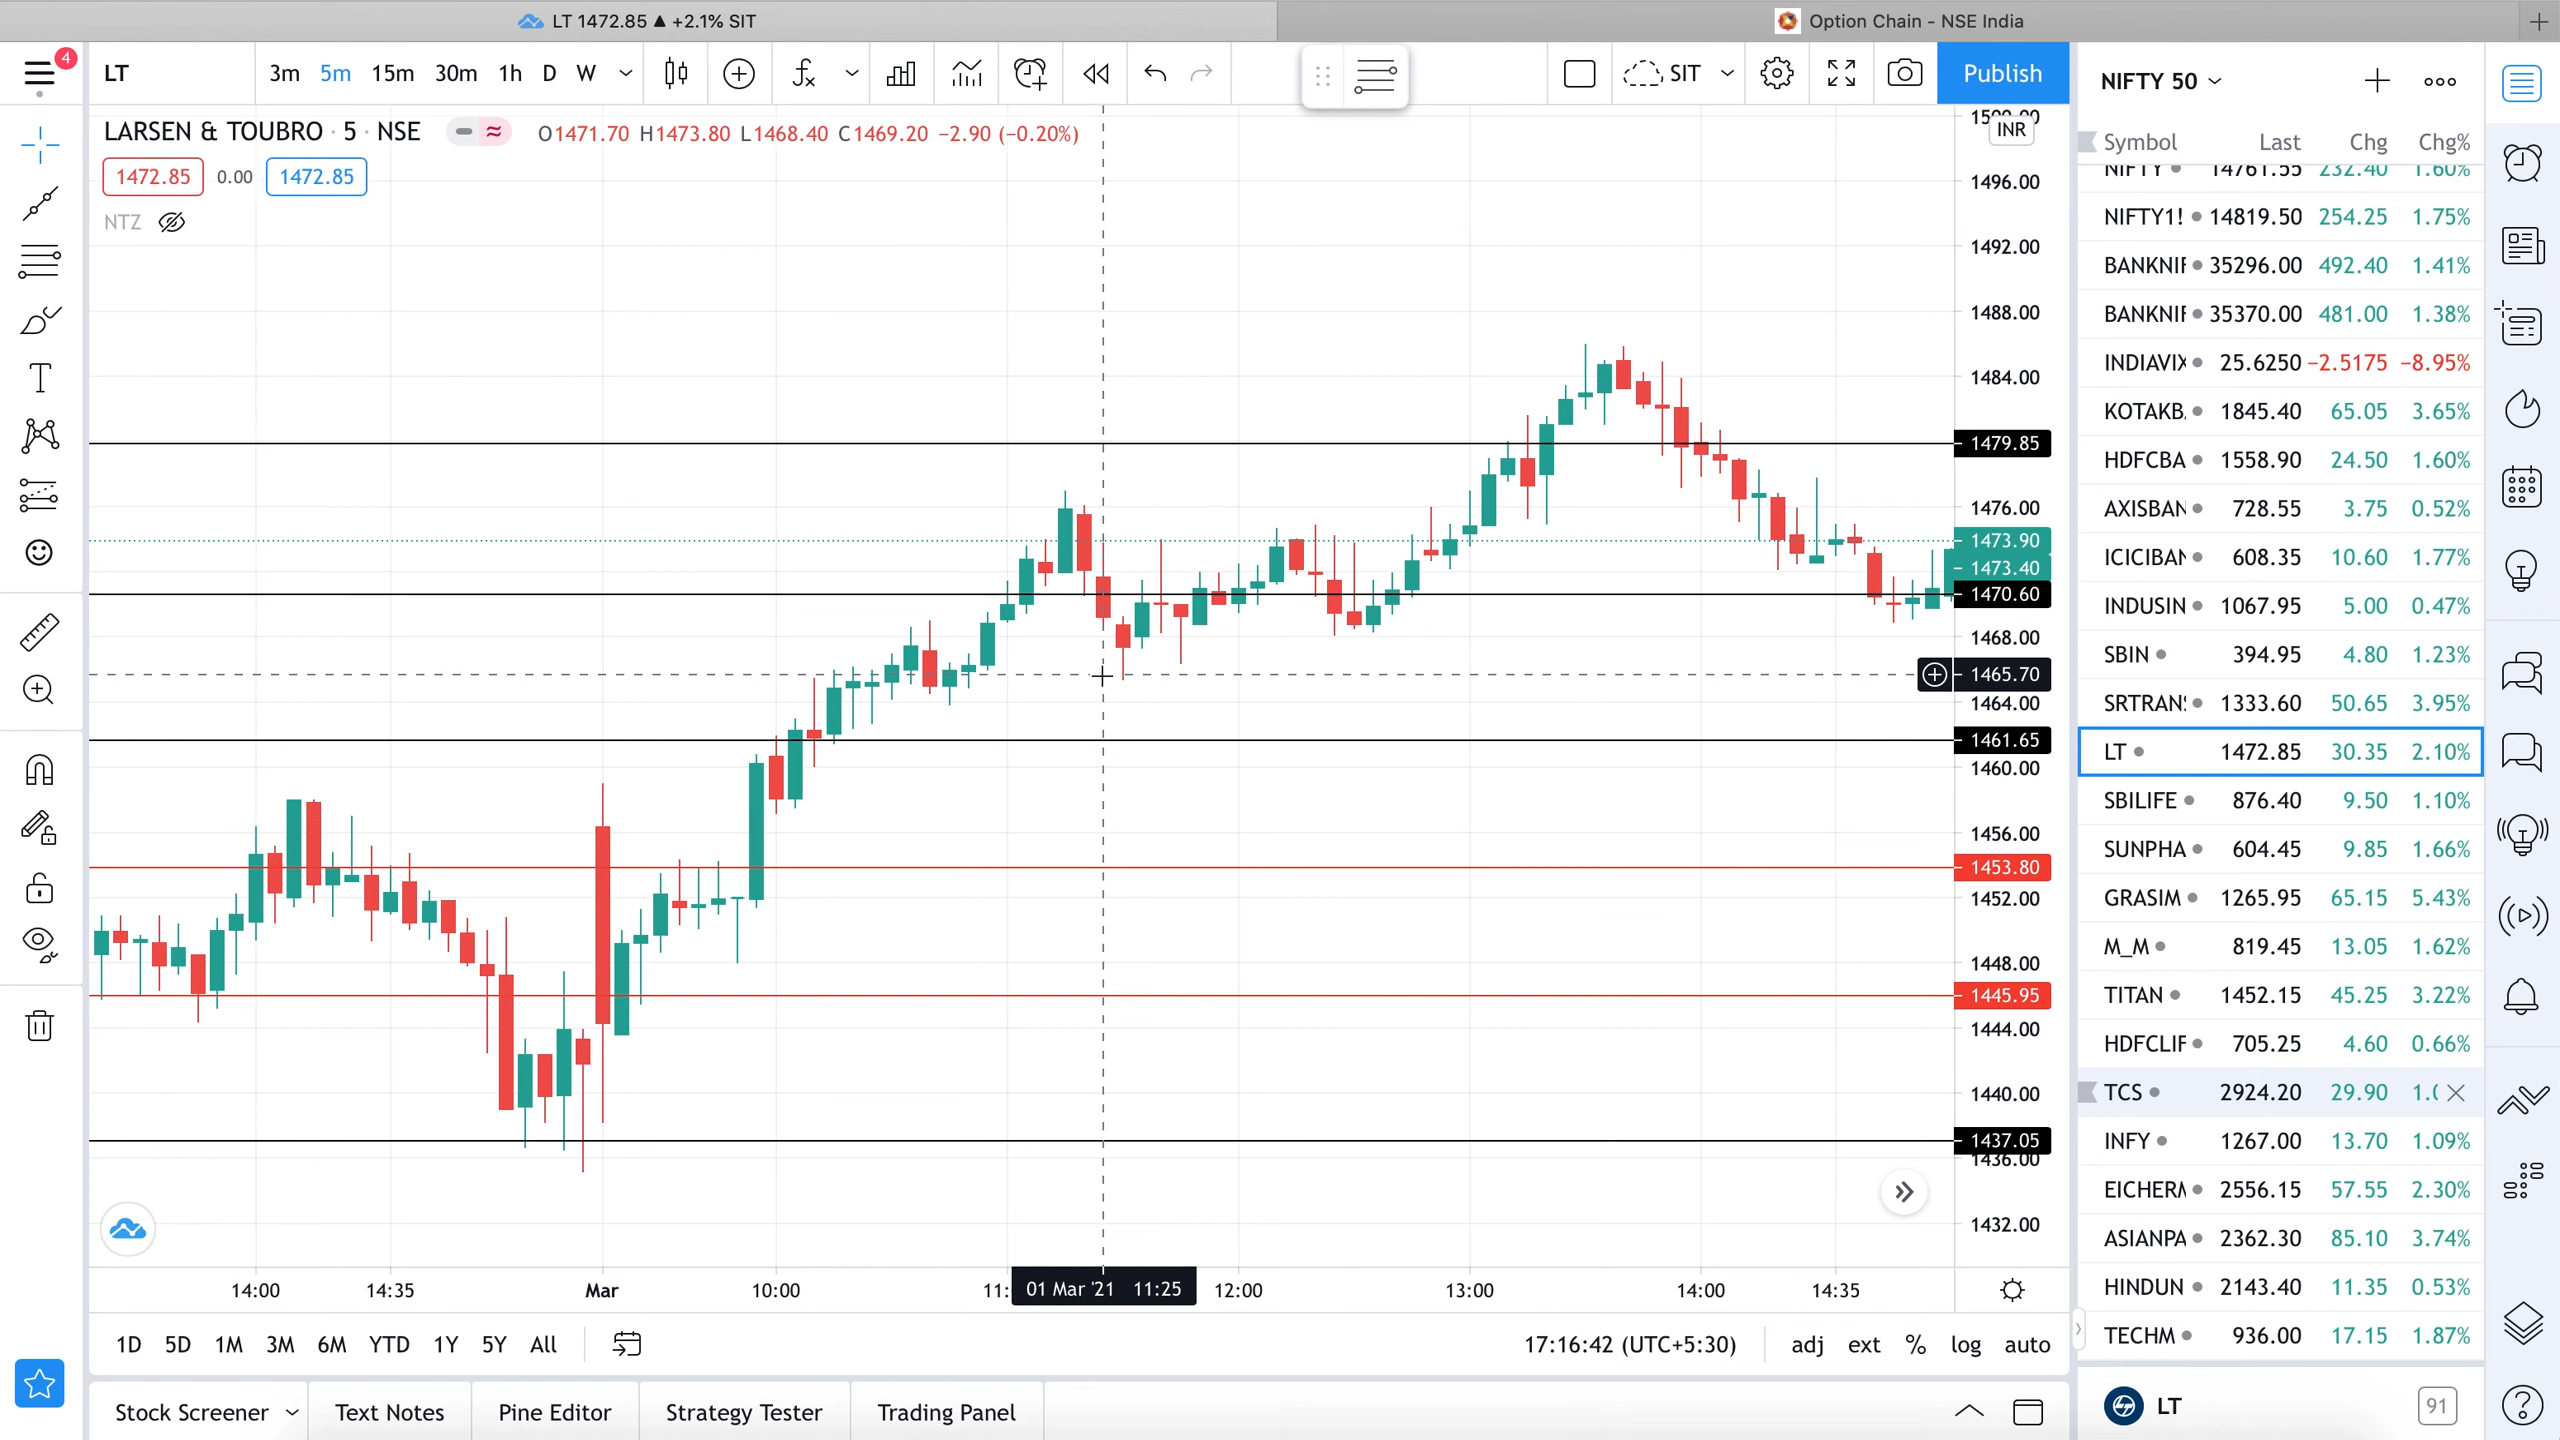 LT 1472.85 ▲ +2.1% SIT
Option Chain - NSE India
4
LT
3m 5m 15m 30m 1h D W
SIT
Publish
NIFTY 50
LARSEN & TOUBRO · 5 · NSE
O1471.70 H1473.80 L1468.40 C1469.20 −2.90 (−0.20%)
1472.85 0.00 1472.85
NTZ
INR
1496.00
1492.00
1488.00
1484.00
1479.85
1476.00
1473.90
1473.40
1470.60
1468.00
1465.70
1464.00
1461.65
1460.00
1456.00
1453.80
1452.00
1448.00
1445.95
1444.00
1440.00
1437.05
1436.00
1432.00
14:00 14:35 Mar 10:00 11: 01 Mar '21 11:25 12:00 13:00 14:00 14:35
1D 5D 1M 3M 6M YTD 1Y 5Y All
17:16:42 (UTC+5:30) adj ext % log auto
Stock Screener Text Notes Pine Editor Strategy Tester Trading Panel
Symbol Last Chg Chg%
NIFTY 14761.55 232.40 1.60%
NIFTY1! 14819.50 254.25 1.75%
BANKNIF 35296.00 492.40 1.41%
BANKNIF 35370.00 481.00 1.38%
INDIAVIX 25.6250 −2.5175 −8.95%
KOTAKB 1845.40 65.05 3.65%
HDFCBA 1558.90 24.50 1.60%
AXISBAN 728.55 3.75 0.52%
ICICIBAN 608.35 10.60 1.77%
INDUSIN 1067.95 5.00 0.47%
SBIN 394.95 4.80 1.23%
SRTRANS 1333.60 50.65 3.95%
LT 1472.85 30.35 2.10%
SBILIFE 876.40 9.50 1.10%
SUNPHA 604.45 9.85 1.66%
GRASIM 1265.95 65.15 5.43%
M_M 819.45 13.05 1.62%
TITAN 1452.15 45.25 3.22%
HDFCLIF 705.25 4.60 0.66%
TCS 2924.20 29.90
INFY 1267.00 13.70 1.09%
EICHERM 2556.15 57.55 2.30%
ASIANPA 2362.30 85.10 3.74%
HINDUN 2143.40 11.35 0.53%
TECHM 936.00 17.15 1.87%
LT 91